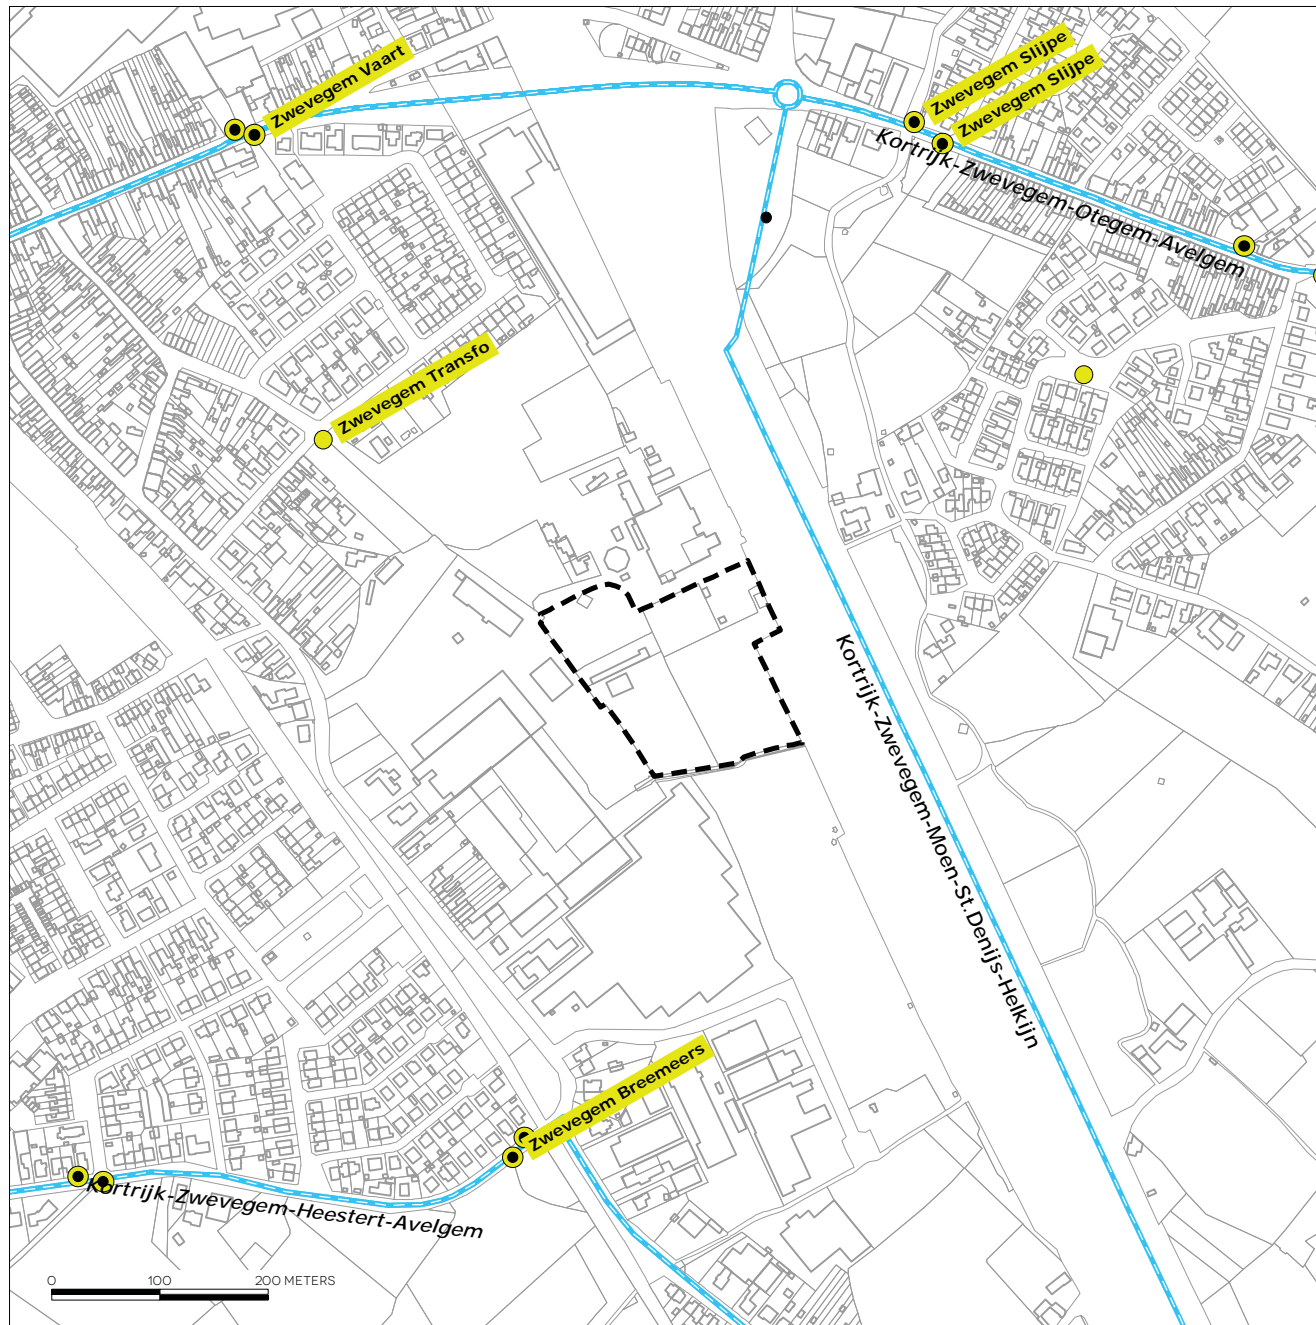 Zwevegem Vaart
Zwevegem Slijpe
Zwevegem Slijpe
Kortrijk-Zwevegem-Otegem-Avelgem
Zwevegem Transfo
Kortrijk-Zwevegem-Moen-St.Denijs-Helkijn
Zwevegem Breemeers
Kortrijk-Zwevegem-Heestert-Avelgem
0 100 200 METERS